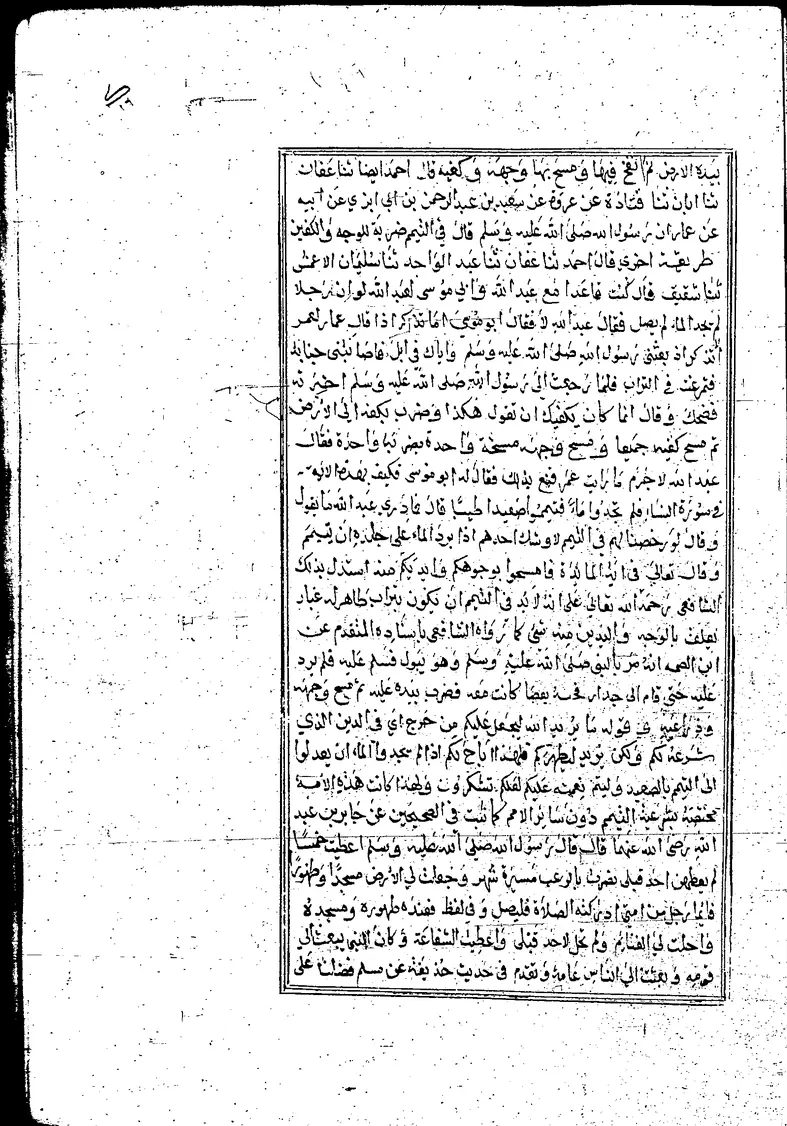 بيده الارض ثم نفخ فيها ومسح بها وجهه وكفيه قال احمد ايضا ثنا عفان
ثنا ابان ثنا قتادة عن عروة عن سعيد بن عبد الرحمن بن ابي ابزي عن ابيه
عن عمار ان رسول الله صلى الله عليه وسلم قال في التيمم ضربة للوجه والكفين
طريقة اخرى قال احمد ثنا عفان ثنا عبد الواحد ثنا سليمان الاعمش
ثنا شقيق قال كنت قاعدا مع عبد الله وابي موسى لعبد الله لو ان رجلا
لم يجد الماء لم يصل فقال عبد الله لا فقال ابو موسى اما تذكر اذ قال عمار لعمر
الا تذكر اذ بعثني رسول الله صلى الله عليه وسلم واياك في ابل فاصابتني جنابة
فتمرغت في التراب فلما رجعت الى رسول الله صلى الله عليه وسلم اخبرته
فضحك وقال انما كان يكفيك ان تقول هكذا وضرب بكفه الى الارض
ثم مسح كفيه جميعا ومسح وجهه مسحة واحدة بضربة واحدة فقال
عبد الله لا جرم ما رايت عمر قنع بذلك فقال له ابو موسى فكيف بهذه الاية
في سورة النساء فلم تجدوا ماء فتيمموا صعيدا طيبا قال فما درى عبد الله ما يقول
وقال لو رخصنا لهم في التيمم لاوشك احدهم اذا برد الماء على جلده ان يتيمم
وقال تعالى في اية المائدة فامسحوا بوجوهكم وايديكم منه استدل بذلك
الشافعي رحمه الله تعالى على انه لا بد في التيمم ان يكون بتراب طاهر له غبار
يعلق بالوجه واليدين منه شئ كما رواه الشافعي باسناده المتقدم عن
ابن الصمه انه مر بالنبي صلى الله عليه وسلم وهو يبول فسلم عليه فلم يرد
عليه حتى قام الى جدار فحته بعصا كانت معه فضرب بيده عليه ثم مسح وجهه
وذراعيه وقوله ما يريد الله ليجعل عليكم من حرج اي في الدين الذي
شرعه لكم ولكن يريد ليطهركم فلهذا اباح لكم اذا لم تجدوا الماء ان تعدلوا
الى التيمم بالصعيد وليتم نعمته عليكم لعلكم تشكرون ولهذا كانت هذه الامة
مختصة بشرعية التيمم دون سائر الامم كما ثبت في الصحيحين عن جابر بن عبد
الله رضى الله عنهما قال قال رسول الله صلى الله عليه وسلم اعطيت خمسا
لم يعطهن احد قبلي نصرت بالرعب مسيرة شهر وجعلت لي الارض مسجدا وطهورا
فايما رجل من امتي ادركته الصلاة فليصل وفي لفظ فعنده طهوره ومسجده
واحلت لي الغنائم ولم تحل لاحد قبلي واعطيت الشفاعة وكان النبي يبعث الى
قومه وبعثت الى الناس عامة وتقدم في حديث حذيفة عن مسلم فضلنا على